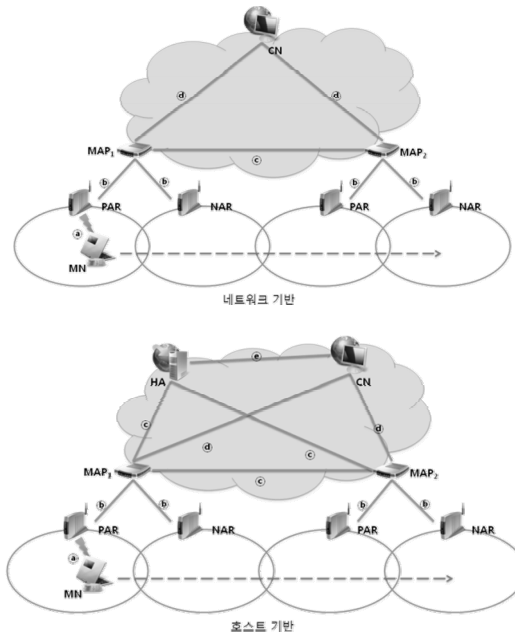 CN
ⓓ ⓓ
MAP₁ MAP₂
ⓒ
ⓑ ⓑ ⓑ ⓑ
PAR NAR PAR NAR
ⓐ
MN
네트워크 기반
ⓔ
HA CN
ⓒ ⓓ ⓒ ⓓ
MAP₁ MAP₂
ⓒ
ⓑ ⓑ ⓑ ⓑ
PAR NAR PAR NAR
ⓐ
MN
호스트 기반